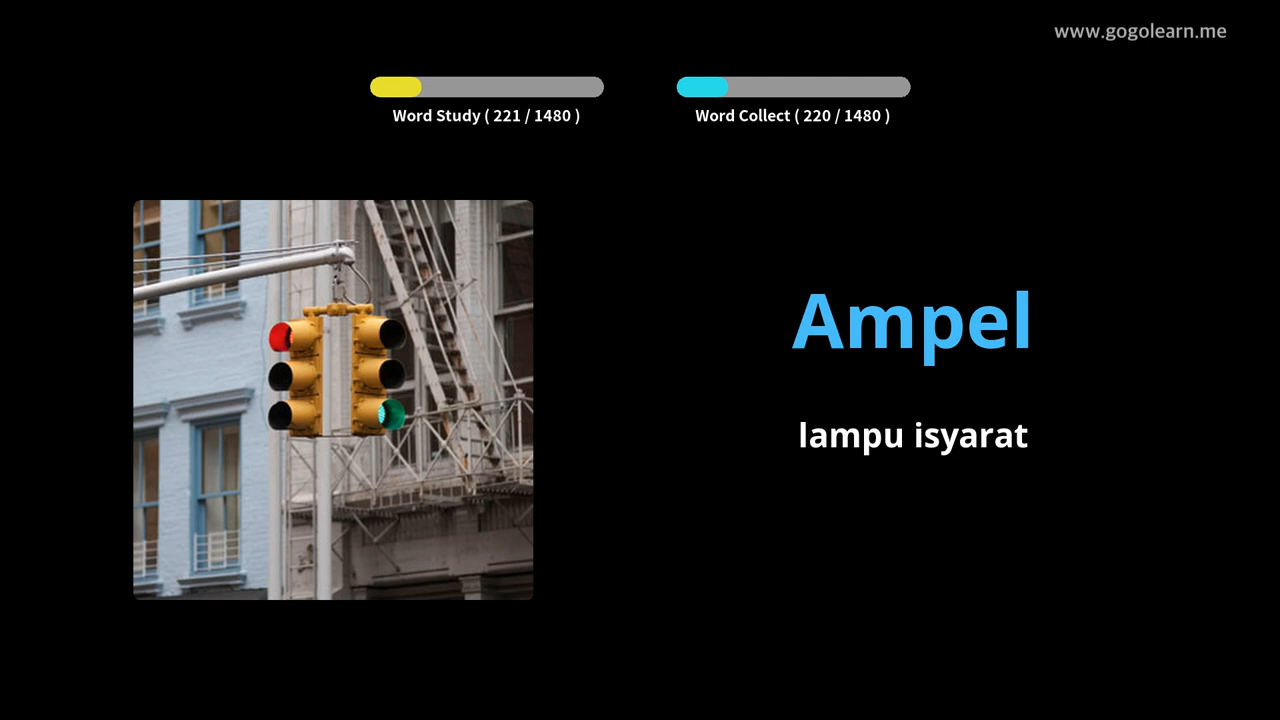 www.gogolearn.me
Word Study ( 221 / 1480 )
Word Collect ( 220 / 1480 )
Ampel
lampu isyarat